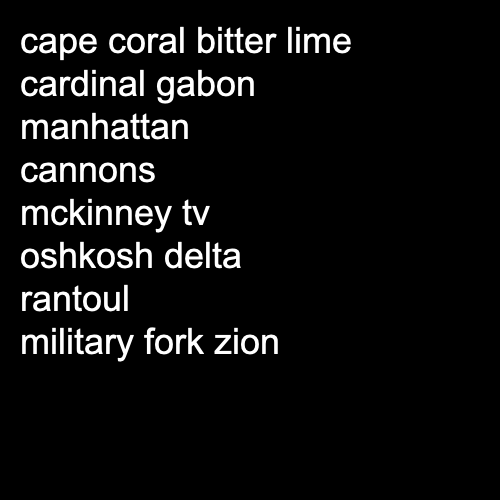 cape coral bitter lime
cardinal gabon
manhattan
cannons
mckinney tv
oshkosh delta
rantoul
military fork zion